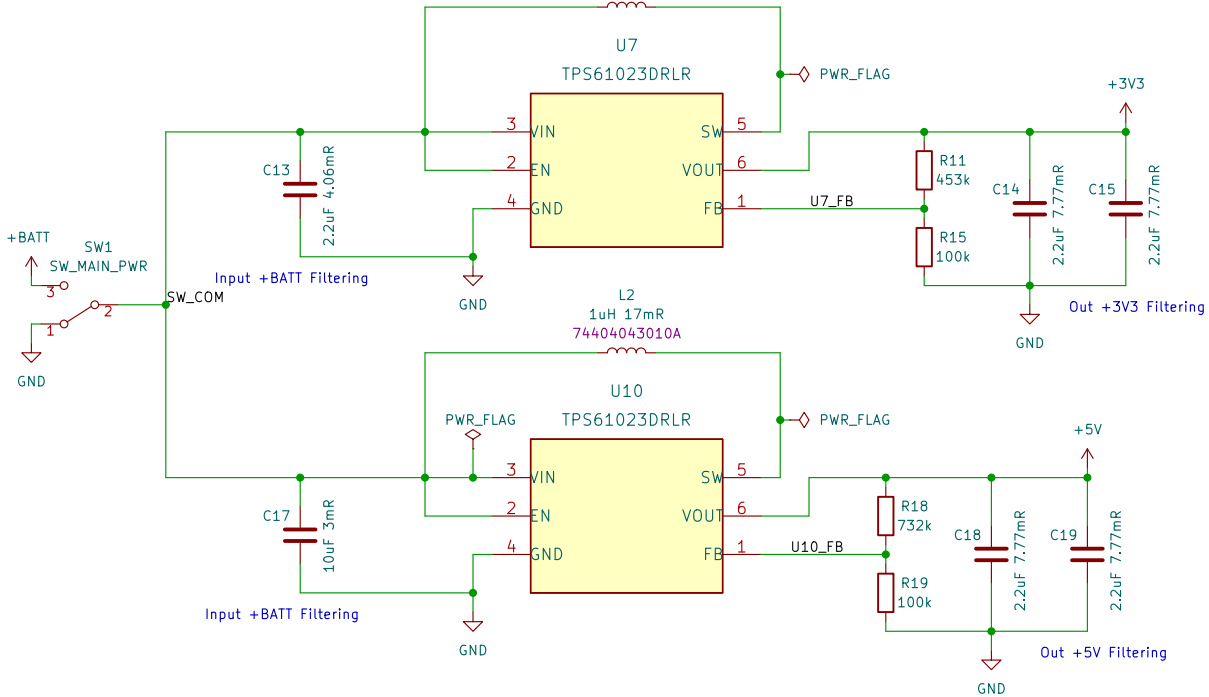 U7
TPS61023DRLR
PWR_FLAG
+3V3
3
VIN
SW
5
C13
2.2uF 4.06mR
2
EN
VOUT
6
R11
453k
C14
2.2uF 7.77mR
C15
2.2uF 7.77mR
4
GND
FB
1
U7_FB
R15
100k
+BATT
SW1
SW_MAIN_PWR
Input +BATT Filtering
3
2
1
SW_COM
GND
GND
L2
1uH 17mR
74404043010A
Out +3V3 Filtering
GND
U10
TPS61023DRLR
PWR_FLAG
PWR_FLAG
+5V
3
VIN
SW
5
C17
10uF 3mR
2
EN
VOUT
6
R18
732k
C18
2.2uF 7.77mR
C19
2.2uF 7.77mR
4
GND
FB
1
U10_FB
R19
100k
Input +BATT Filtering
GND
Out +5V Filtering
GND